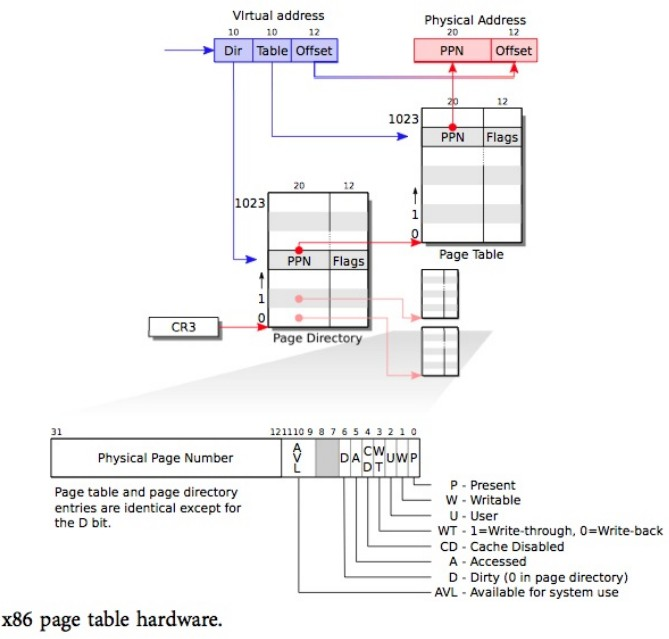 Virtual address
10 10 12
Dir Table Offset
Physical Address
20 12
PPN Offset
20 12
1023
PPN Flags
1
0
Page Table
20 12
1023
PPN Flags
1
0
Page Directory
CR3
31 12 11 10 9 8 7 6 5 4 3 2 1 0
Physical Page Number
AVL
D A CD WT U W P
Page table and page directory
entries are identical except for
the D bit.
P - Present
W - Writable
U - User
WT - 1=Write-through, 0=Write-back
CD - Cache Disabled
A - Accessed
D - Dirty (0 in page directory)
AVL - Available for system use
x86 page table hardware.